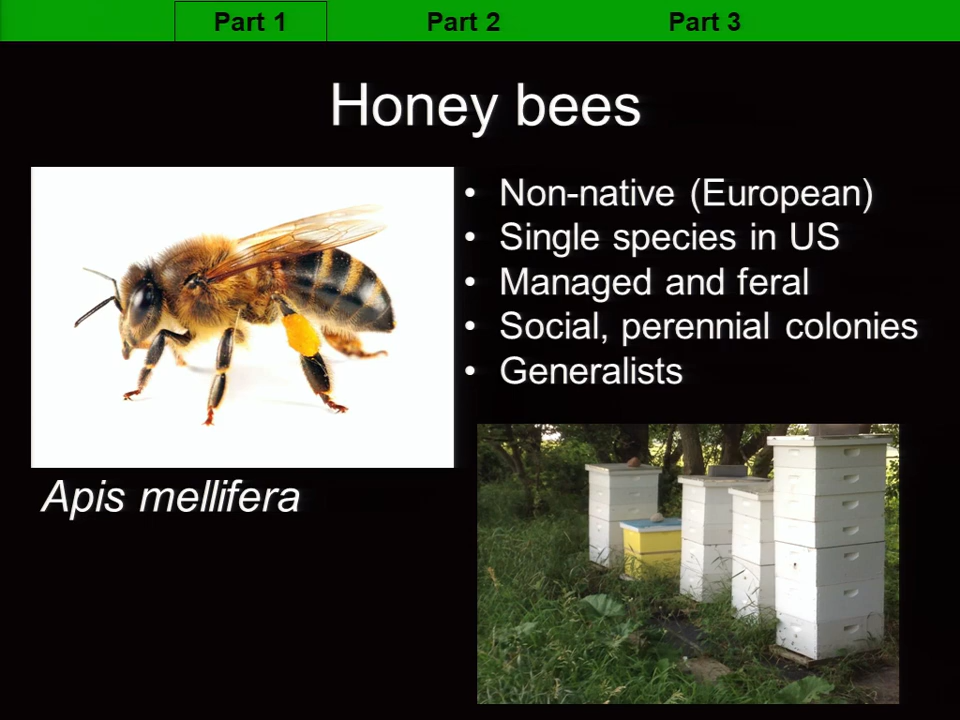 Part 1 Part 2 Part 3
Honey bees
• Non-native (European)
• Single species in US
• Managed and feral
• Social, perennial colonies
• Generalists
Apis mellifera